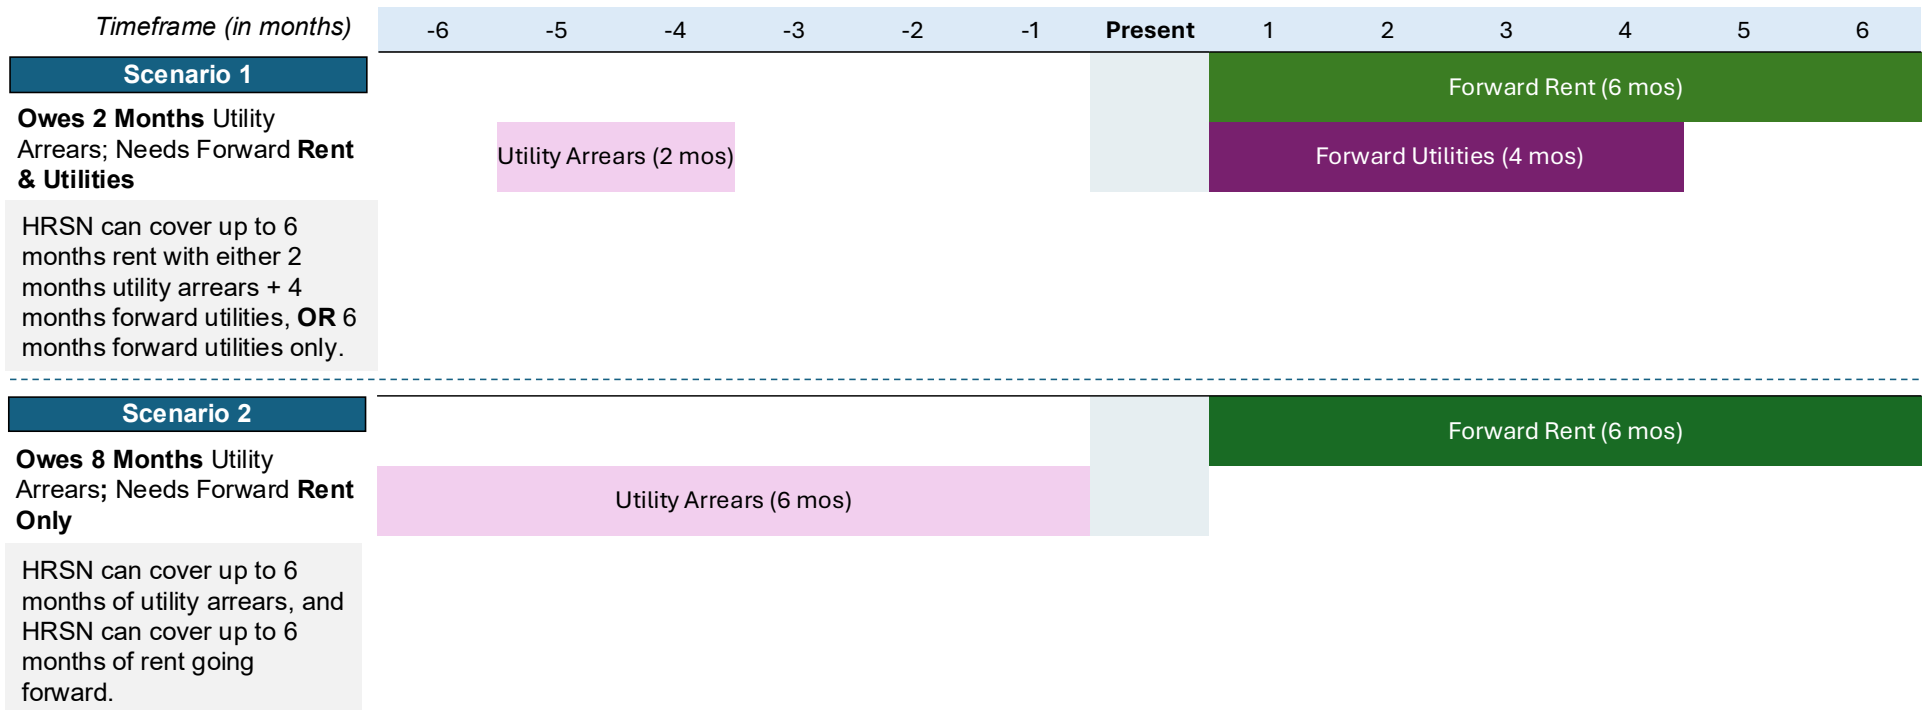 Timeframe (in months) -6 -5 -4 -3 -2 -1 Present 1 2 3 4 5 6
Scenario 1
Forward Rent (6 mos)
Owes 2 Months Utility
Arrears; Needs Forward Rent
& Utilities
Utility Arrears (2 mos)
Forward Utilities (4 mos)
HRSN can cover up to 6
months rent with either 2
months utility arrears + 4
months forward utilities, OR 6
months forward utilities only.
Scenario 2
Forward Rent (6 mos)
Owes 8 Months Utility
Arrears; Needs Forward Rent
Only
Utility Arrears (6 mos)
HRSN can cover up to 6
months of utility arrears, and
HRSN can cover up to 6
months of rent going
forward.